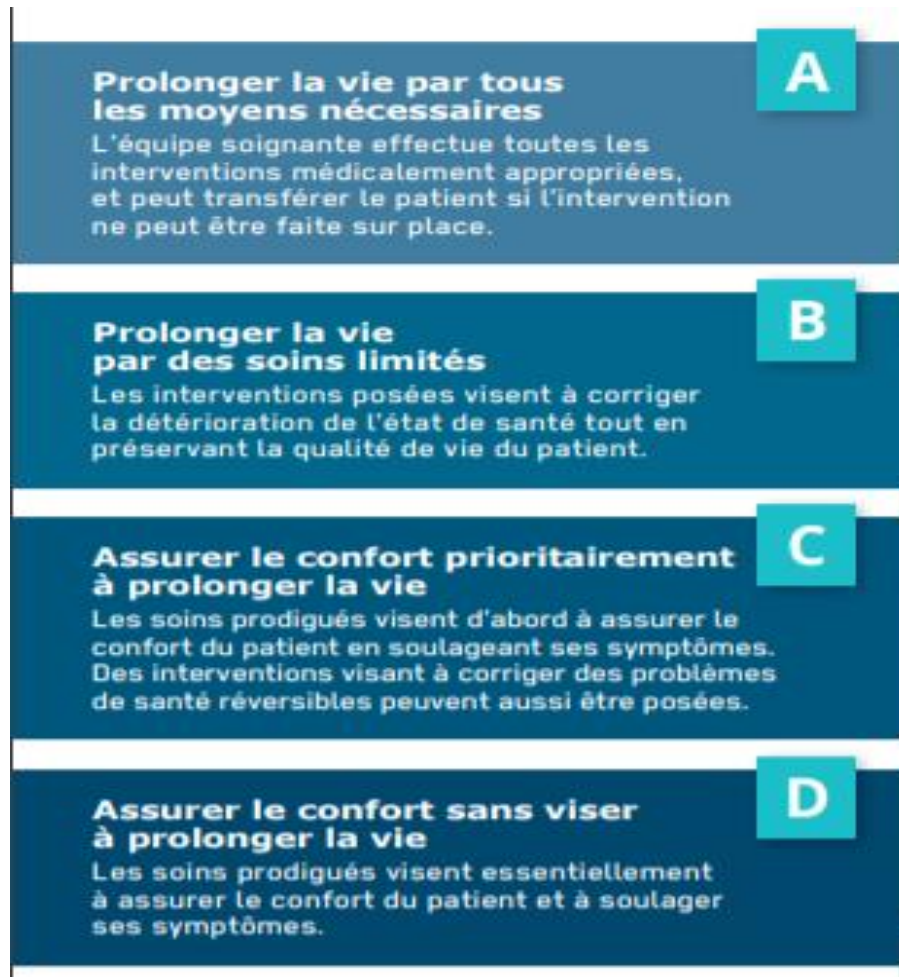 A
Prolonger la vie par tous
les moyens nécessaires
L'équipe soignante effectue toutes les
interventions médicalement appropriées,
et peut transférer le patient si l'intervention
ne peut être faite sur place.
B
Prolonger la vie
par des soins limités
Les interventions posées visent à corriger
la détérioration de l'état de santé tout en
préservant la qualité de vie du patient.
C
Assurer le confort prioritairement
à prolonger la vie
Les soins prodigués visent d'abord à assurer le
confort du patient en soulageant ses symptômes.
Des interventions visant à corriger des problèmes
de santé réversibles peuvent aussi être posées.
D
Assurer le confort sans viser
à prolonger la vie
Les soins prodigués visent essentiellement
à assurer le confort du patient et à soulager
ses symptômes.